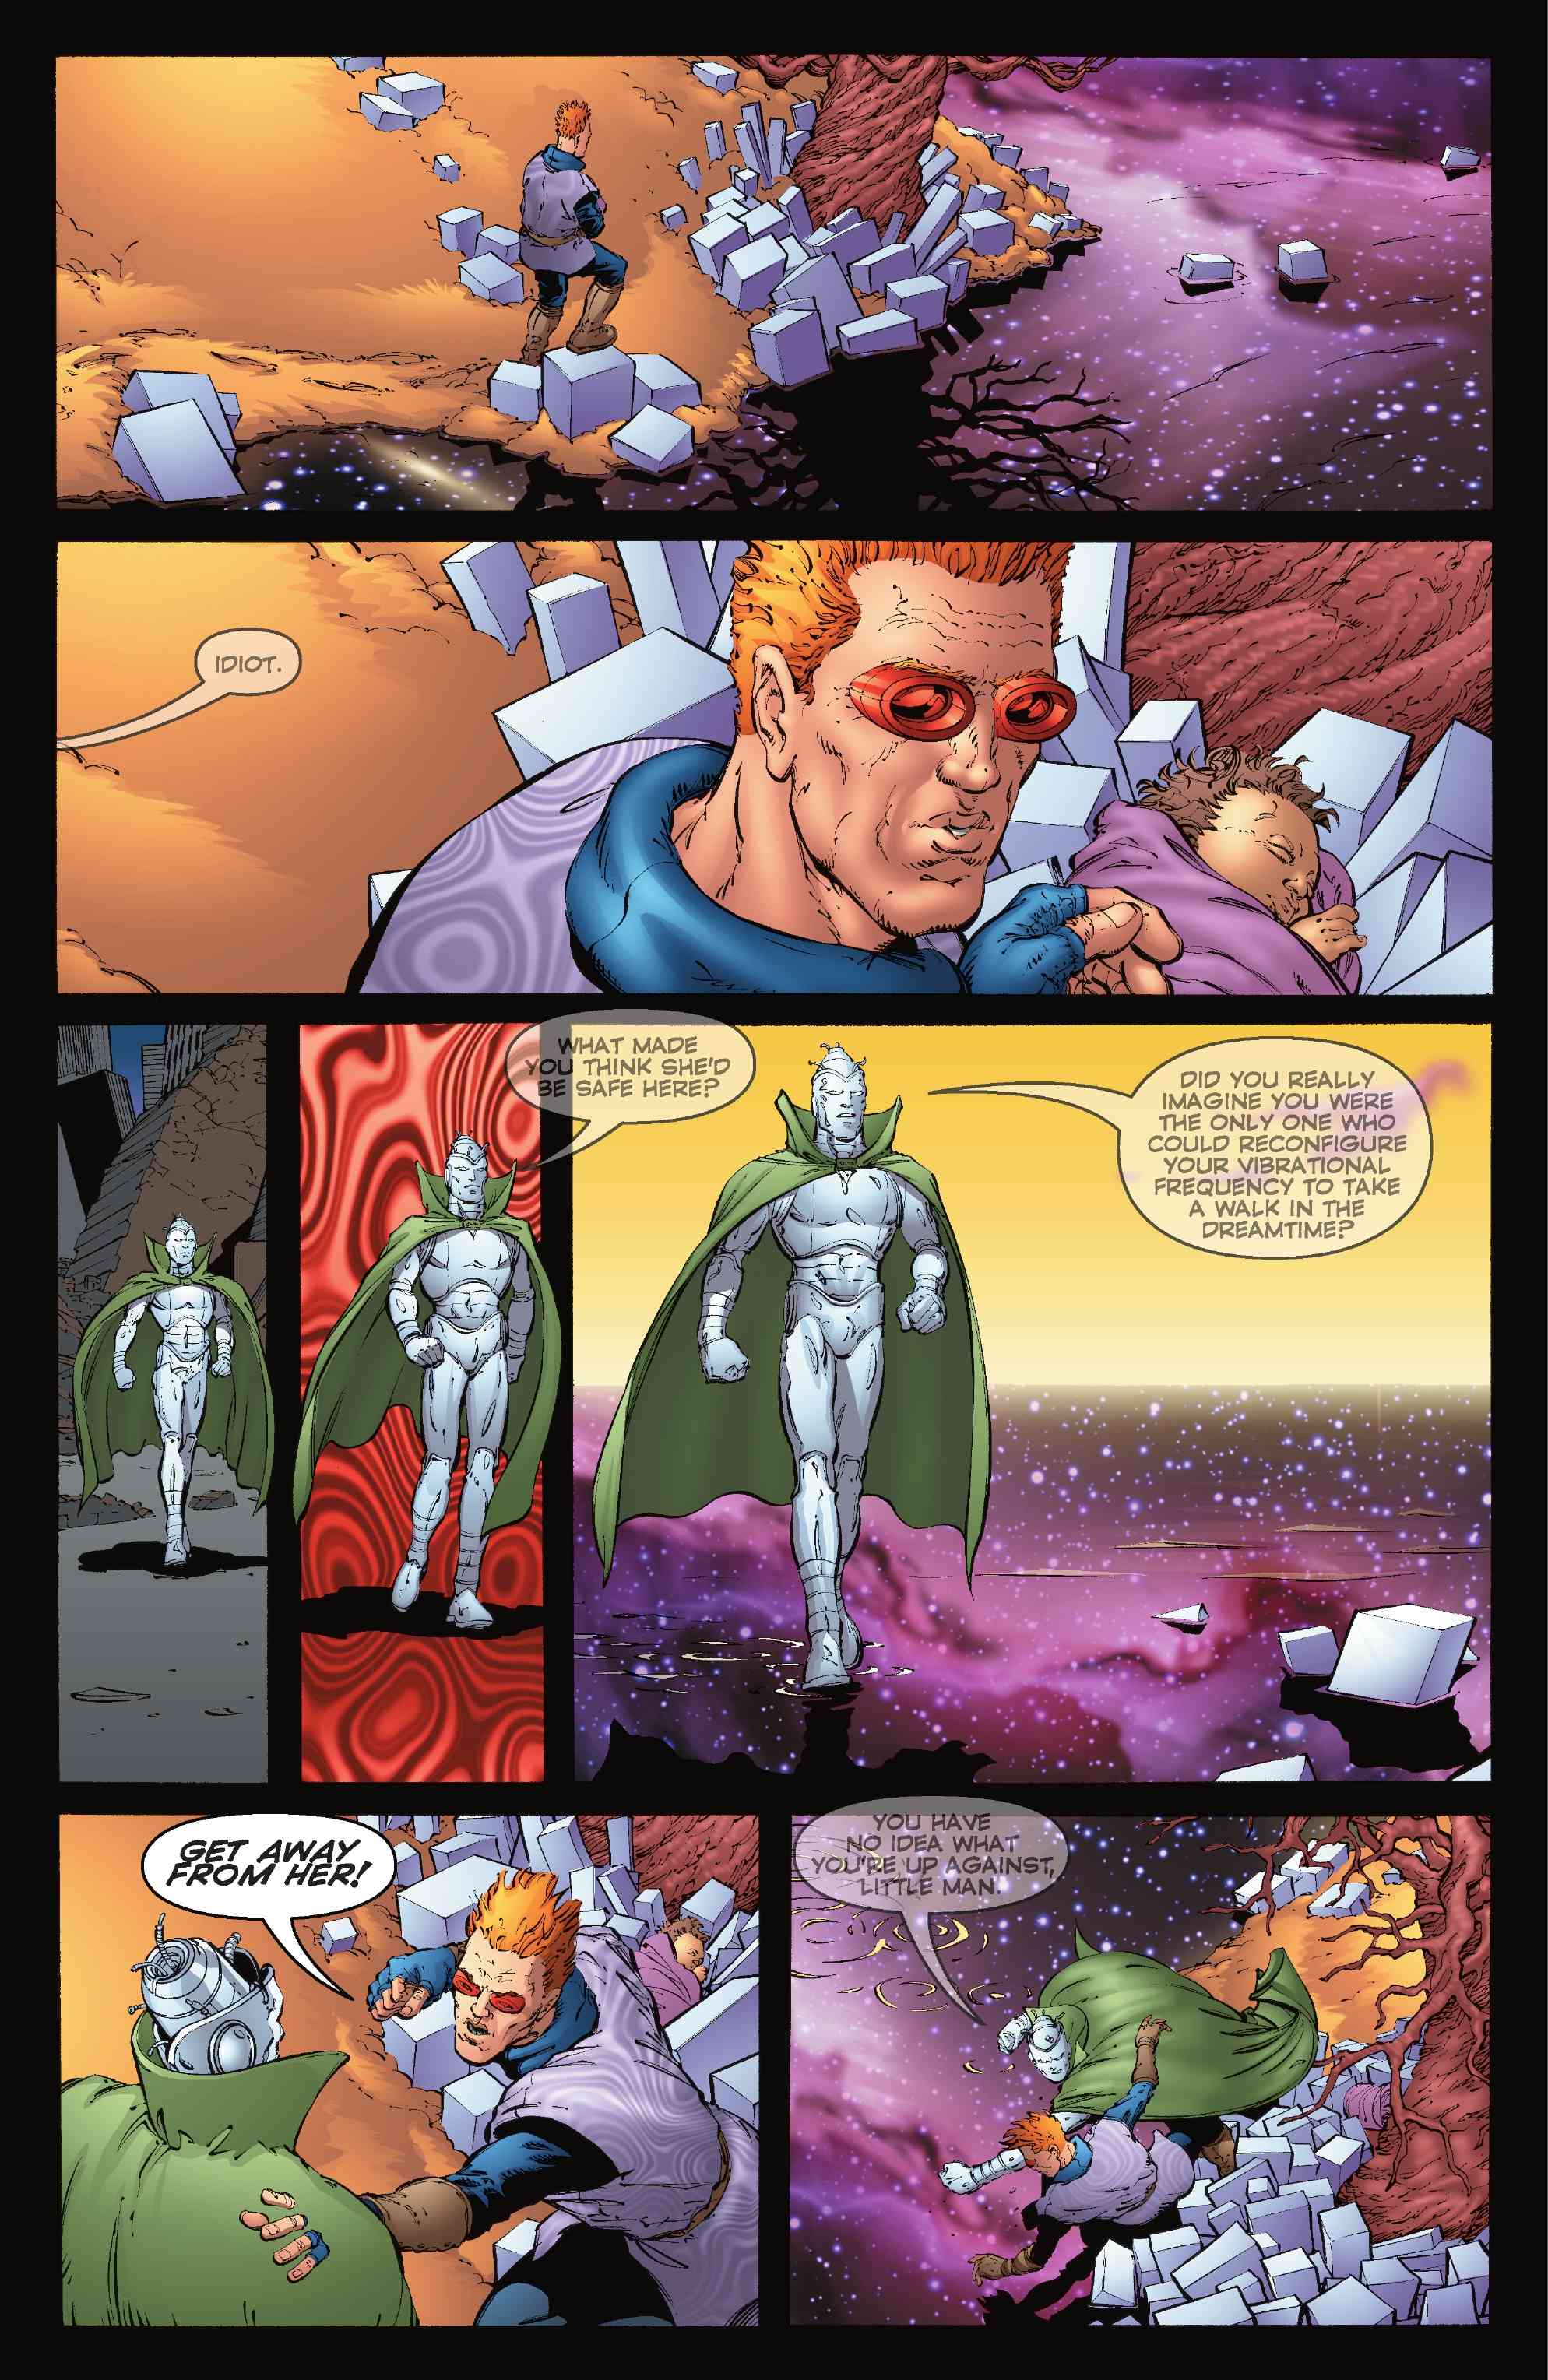 IDIOT.
WHAT MADE
YOU THINK SHE'D
BE SAFE HERE?
DID YOU REALLY
IMAGINE YOU WERE
THE ONLY ONE WHO
COULD RECONFIGURE
YOUR VIBRATIONAL
FREQUENCY TO TAKE
A WALK IN THE
DREAMTIME?
GET AWAY
FROM HER!
YOU HAVE
NO IDEA WHAT
YOU'RE UP AGAINST,
LITTLE MAN.